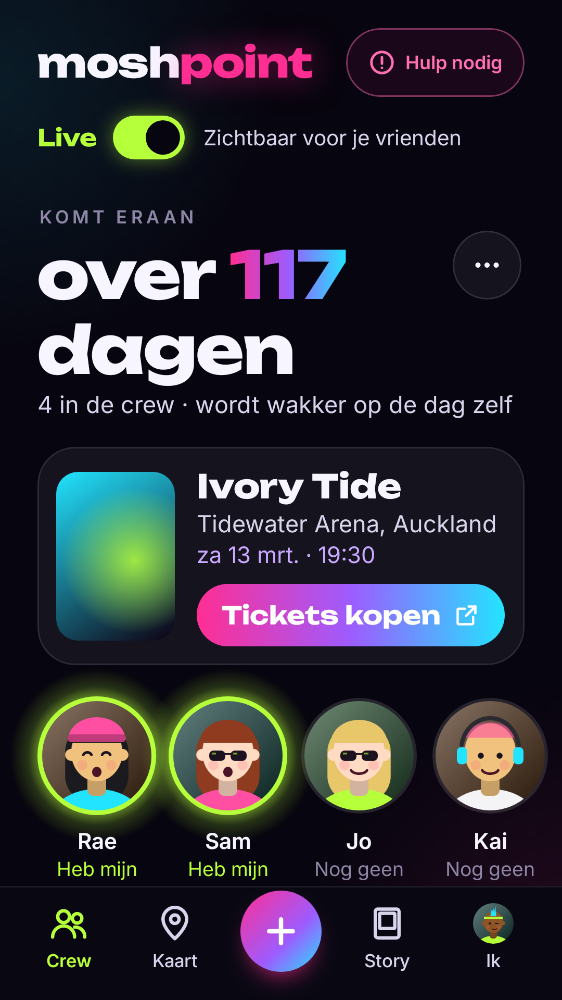 moshpoint
Hulp nodig
Live
Zichtbaar voor je vrienden
KOMT ERAAN
over 117
dagen
4 in de crew · wordt wakker op de dag zelf
Ivory Tide
Tidewater Arena, Auckland
za 13 mrt. · 19:30
Tickets kopen
Rae
Sam
Jo
Kai
Heb mijn
Heb mijn
Nog geen
Nog geen
Crew
Kaart
Story
Ik